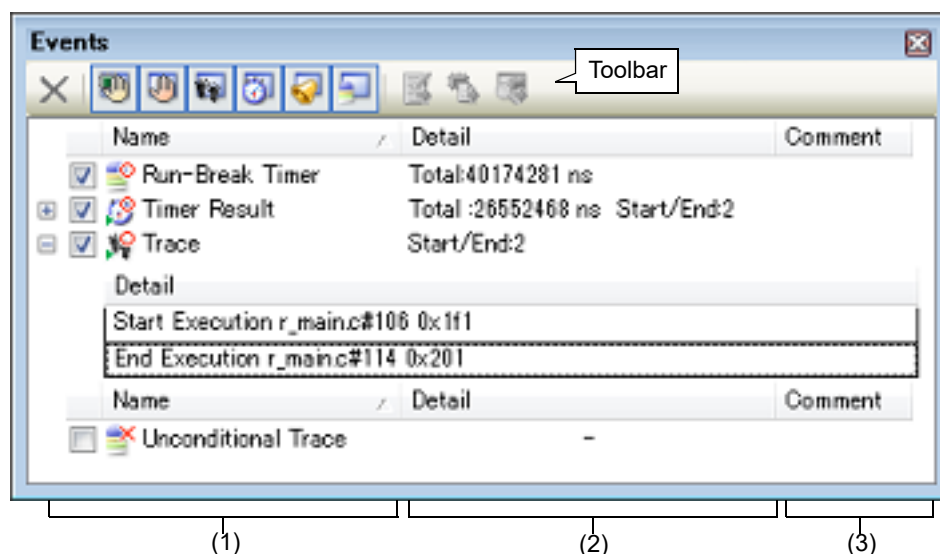 Events
Toolbar
Name Detail Comment
Run-Break Timer Total:40174281 ns
Timer Result Total :26552468 ns Start/End:2
Trace Start/End:2
Detail
Start Execution r_main.c#106 0x1f1
End Execution r_main.c#114 0x201
Name Detail Comment
Unconditional Trace -
(1) (2) (3)